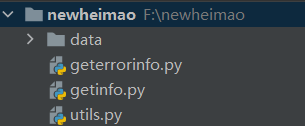 newheimao F:\newheimao
data
geterrorinfo.py
getinfo.py
utils.py